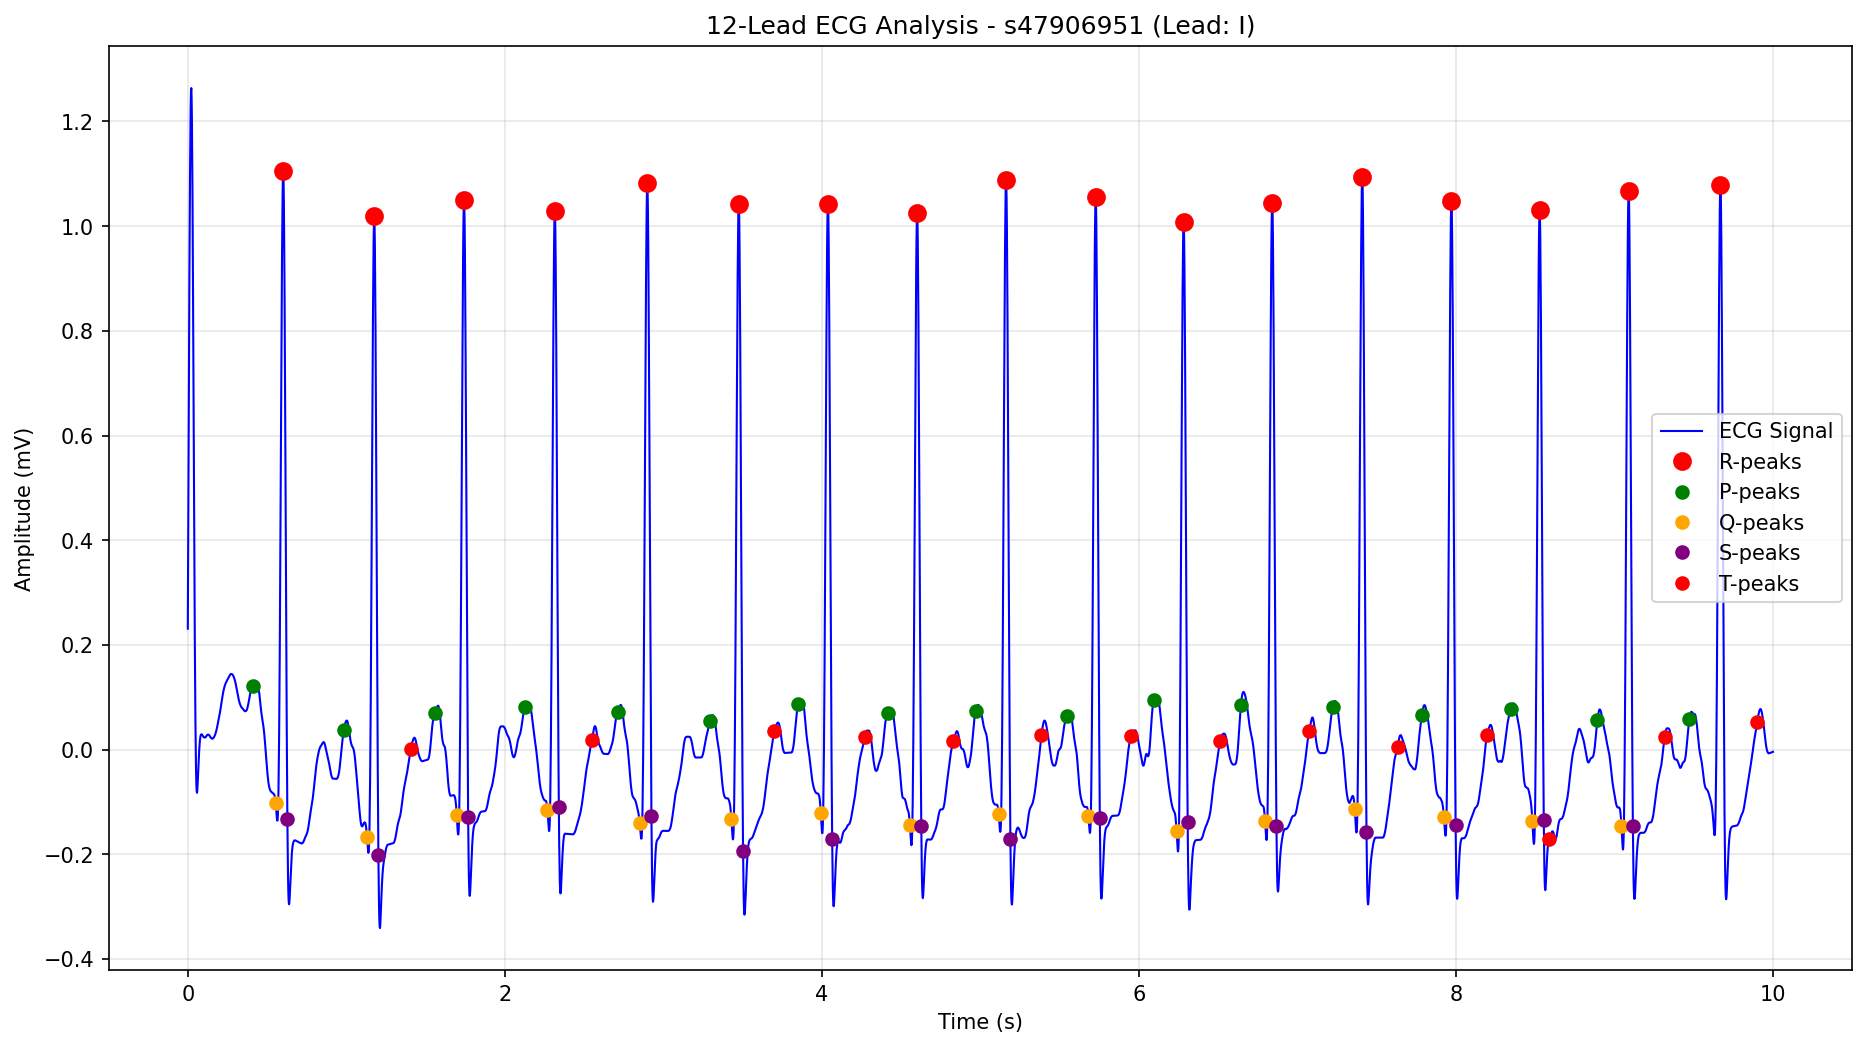 12-Lead ECG Analysis - s47906951 (Lead: I)
Amplitude (mV)
1.2
1.0
0.8
0.6
0.4
0.2
0.0
−0.2
−0.4
ECG Signal
R-peaks
P-peaks
Q-peaks
S-peaks
T-peaks
0 2 4 6 8 10
Time (s)